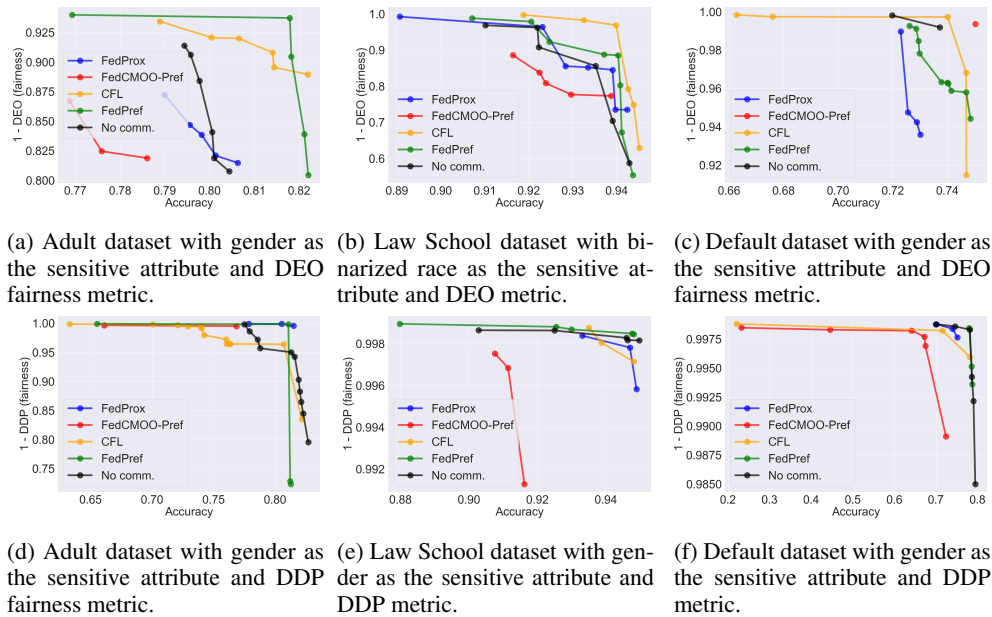 0.925
0.900
0.875
0.850
0.825
0.800
1 - DEO (fairness)
FedProx
FedCMOO-Pref
CFL
FedPref
No comm.
0.77 0.78 0.79 0.80 0.81 0.82
Accuracy
1.0
0.9
0.8
0.7
0.6
1 - DEO (fairness)
FedProx
FedCMOO-Pref
CFL
FedPref
No comm.
0.89 0.90 0.91 0.92 0.93 0.94
Accuracy
1.00
0.98
0.96
0.94
0.92
1 - DEO (fairness)
FedProx
FedCMOO-Pref
CFL
FedPref
No comm.
0.66 0.68 0.70 0.72 0.74
Accuracy
(a) Adult dataset with gender as
the sensitive attribute and DEO
fairness metric.
(b) Law School dataset with bi-
narized race as the sensitive at-
tribute and DEO metric.
(c) Default dataset with gender as
the sensitive attribute and DEO
fairness metric.
1.00
0.95
0.90
0.85
0.80
0.75
1 - DDP (fairness)
FedProx
FedCMOO-Pref
CFL
FedPref
No comm.
0.65 0.70 0.75 0.80
Accuracy
0.998
0.996
0.994
0.992
1 - DDP (fairness)
FedProx
FedCMOO-Pref
CFL
FedPref
No comm.
0.88 0.90 0.92 0.94
Accuracy
0.9975
0.9950
0.9925
0.9900
0.9875
0.9850
1 - DDP (fairness)
FedProx
FedCMOO-Pref
CFL
FedPref
No comm.
0.2 0.3 0.4 0.5 0.6 0.7 0.8
Accuracy
(d) Adult dataset with gender as
the sensitive attribute and DDP
fairness metric.
(e) Law School dataset with gen-
der as the sensitive attribute and
DDP metric.
(f) Default dataset with gender as
the sensitive attribute and DDP
metric.